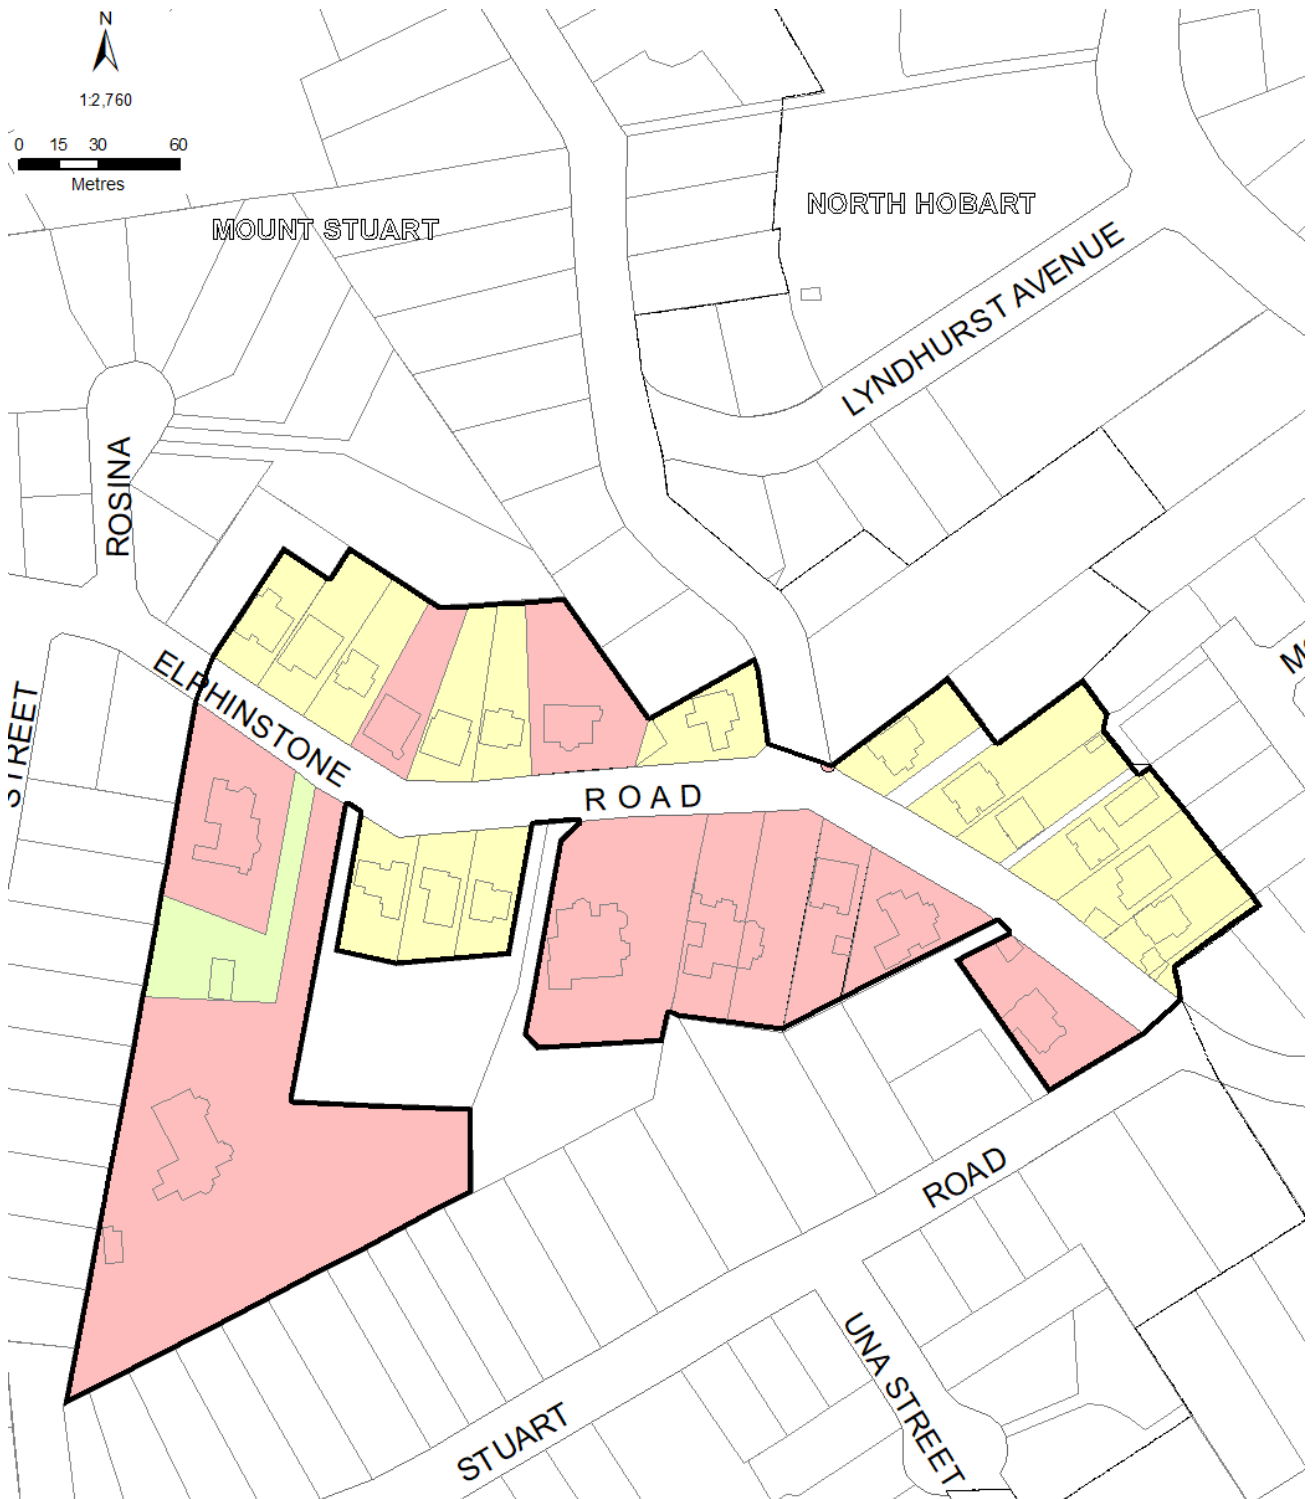 N
1:2,760
0 15 30 60
Metres
MOUNT STUART
NORTH HOBART
LYNDHURST AVENUE
ROSINA
ELPHINSTONE
ROAD
STREET
ROAD
STUART
UNA STREET